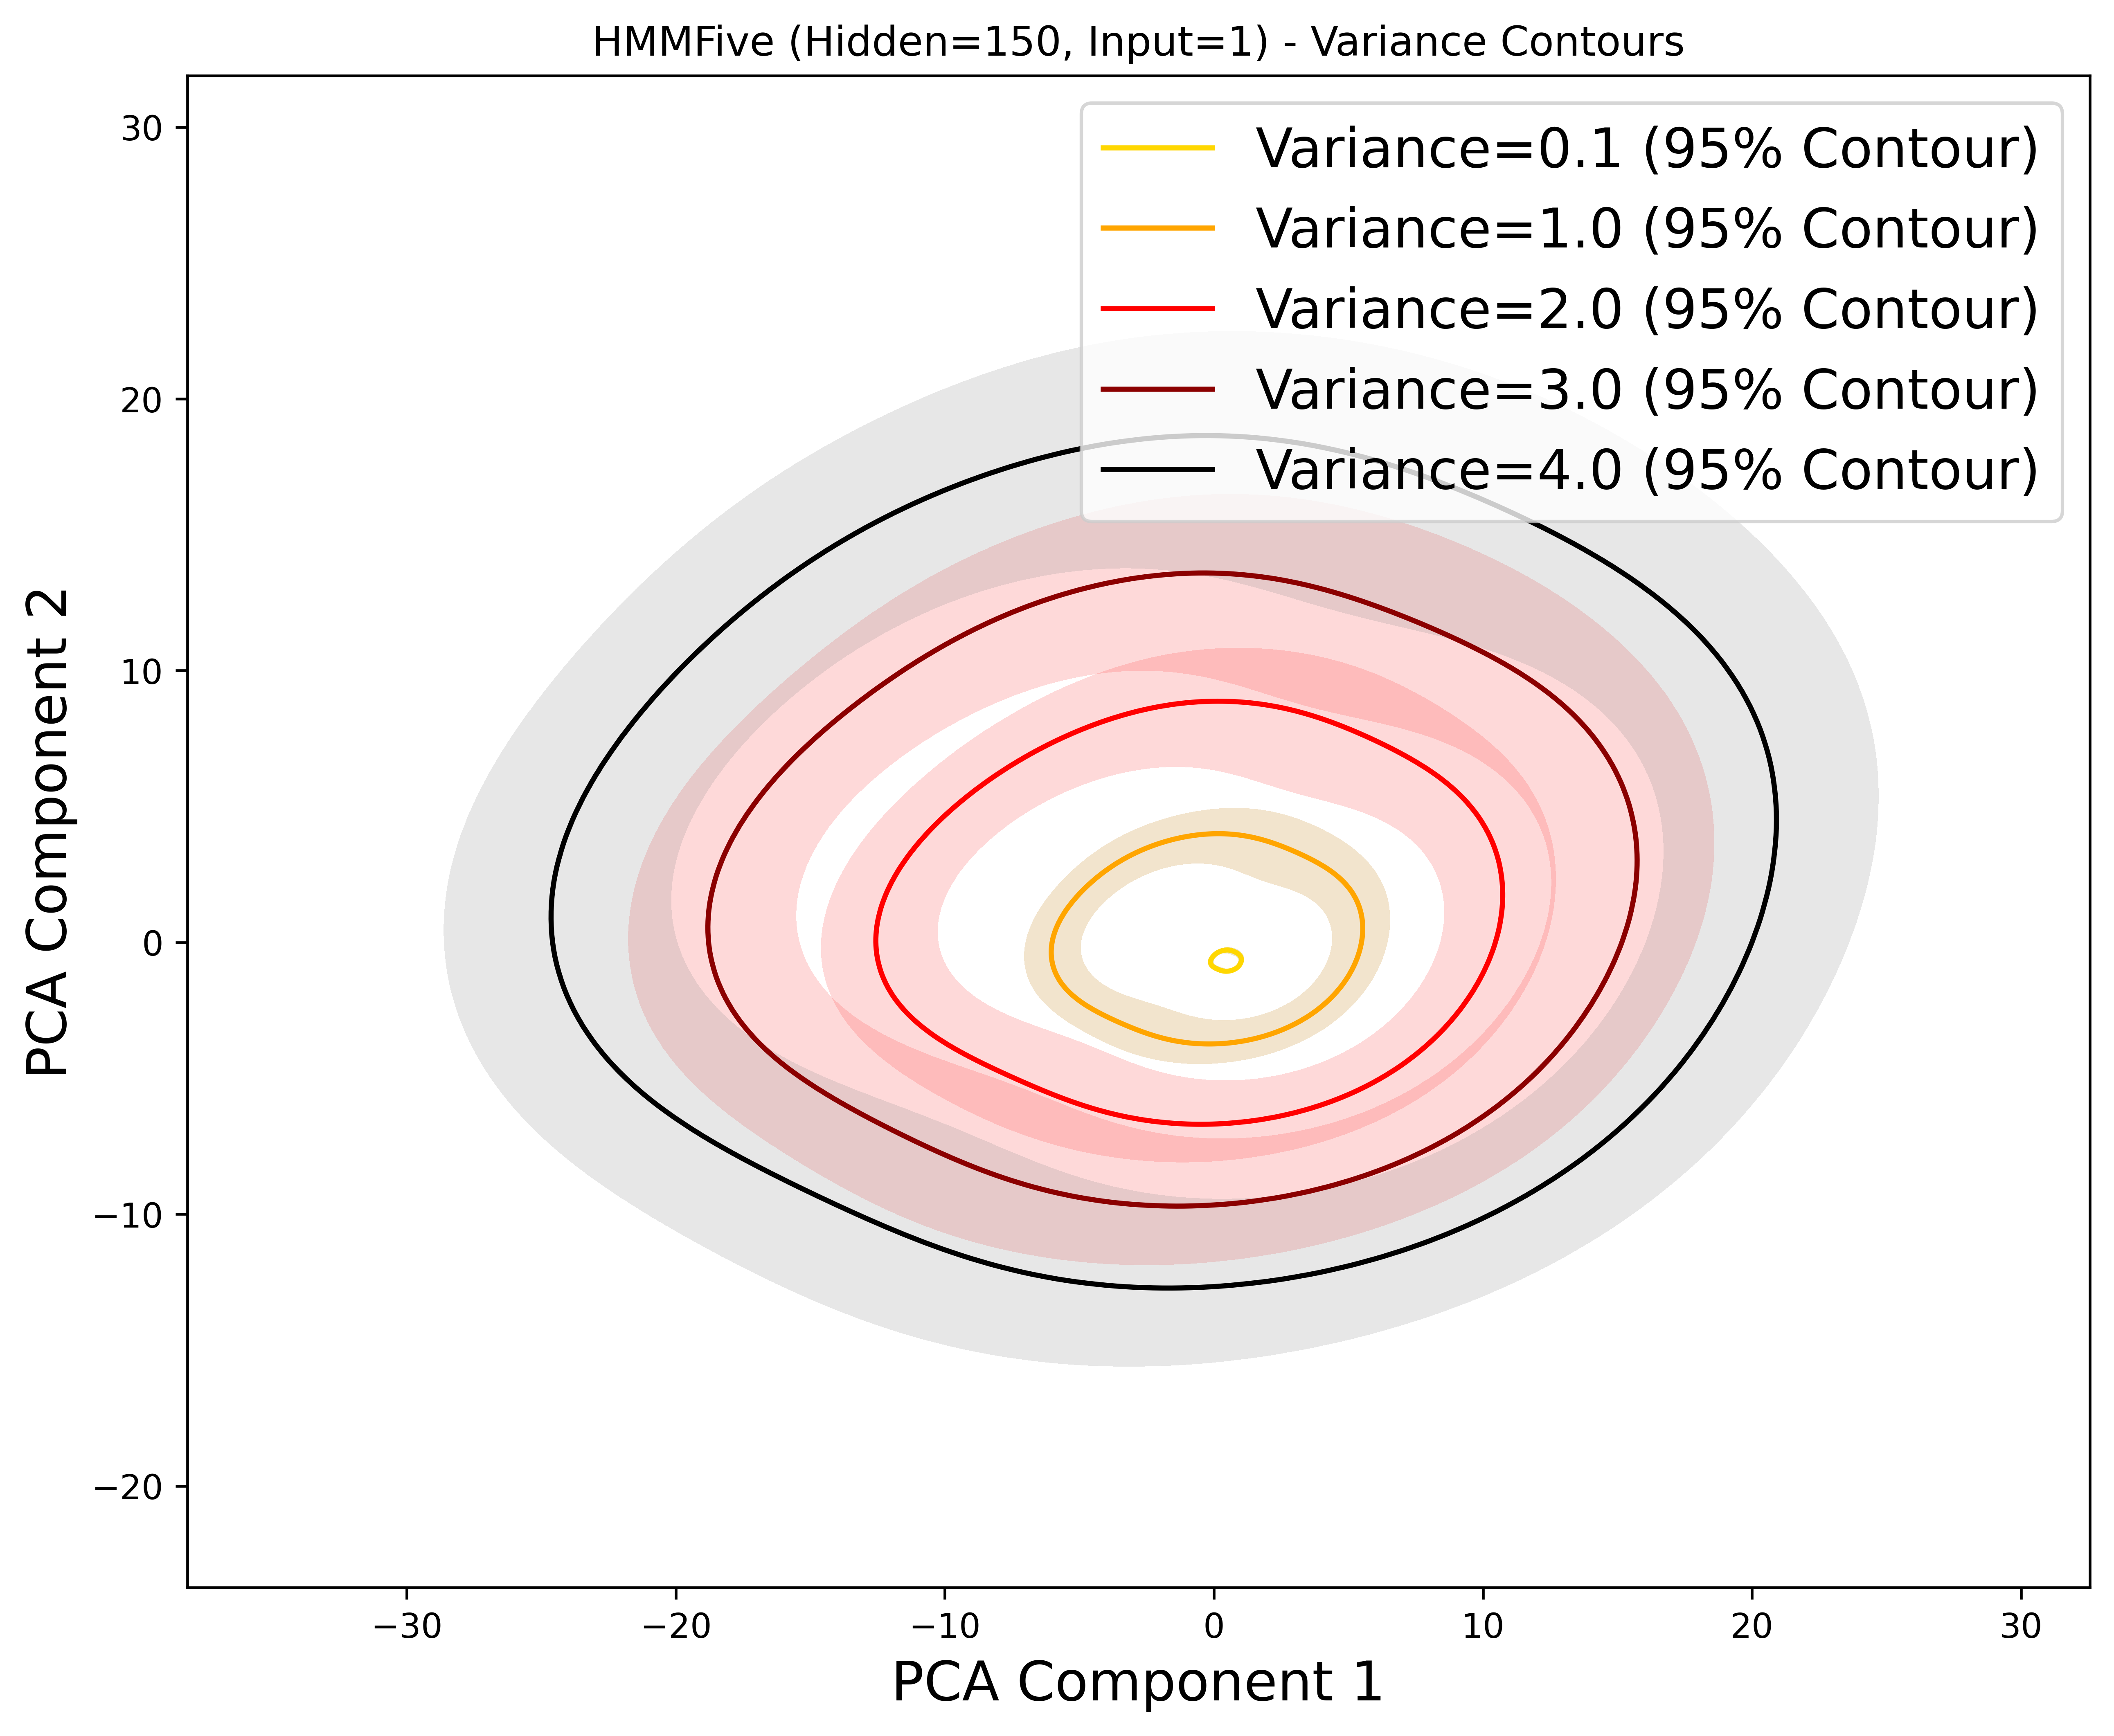 HMMFive (Hidden=150, Input=1) - Variance Contours
Variance=0.1 (95% Contour)
Variance=1.0 (95% Contour)
Variance=2.0 (95% Contour)
Variance=3.0 (95% Contour)
Variance=4.0 (95% Contour)
PCA Component 2
30
20
10
0
−10
−20
−30
−20
−10
0
10
20
30
PCA Component 1